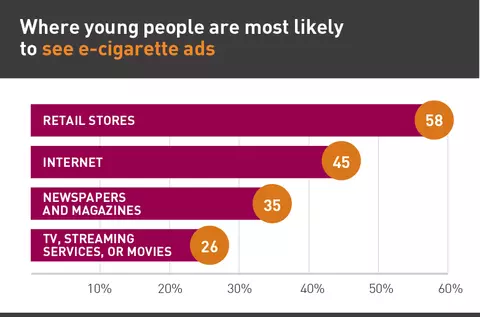 Where young people are most likely
to see e-cigarette ads
RETAIL STORES
58
INTERNET
45
NEWSPAPERS
AND MAGAZINES
35
TV, STREAMING
SERVICES, OR MOVIES
26
10% 20% 30% 40% 50% 60%